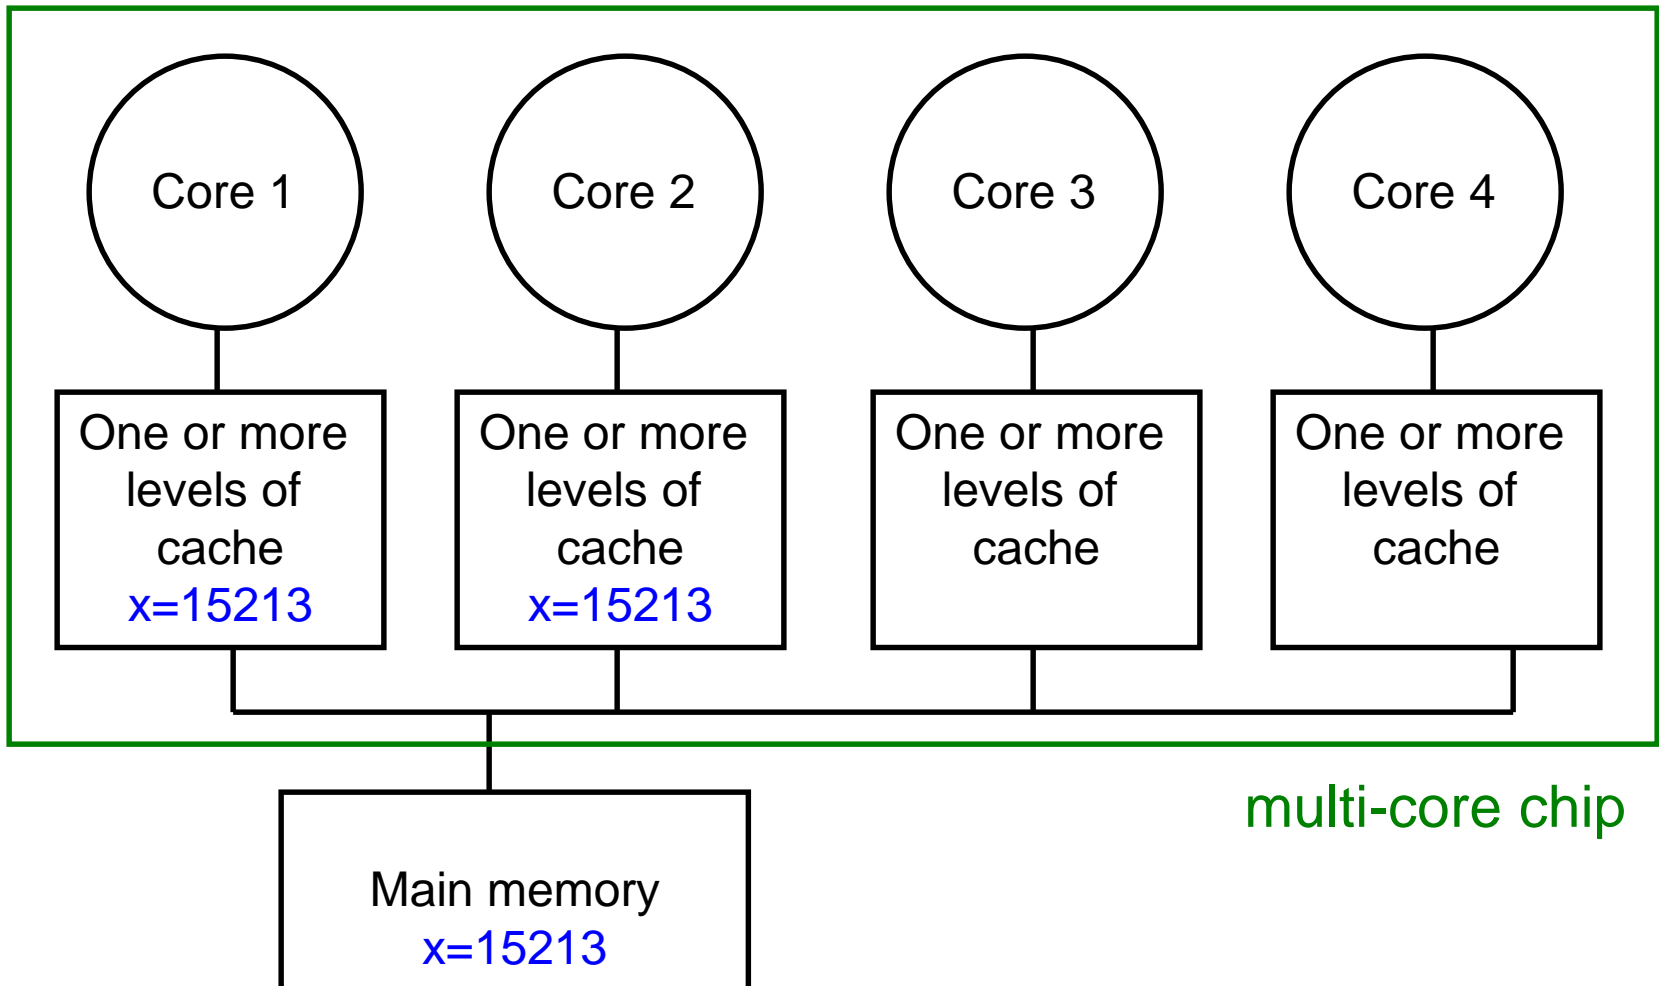 Core 1
Core 2
Core 3
Core 4
One or more
levels of
cache
x=15213
One or more
levels of
cache
x=15213
One or more
levels of
cache
One or more
levels of
cache
multi-core chip
Main memory
x=15213